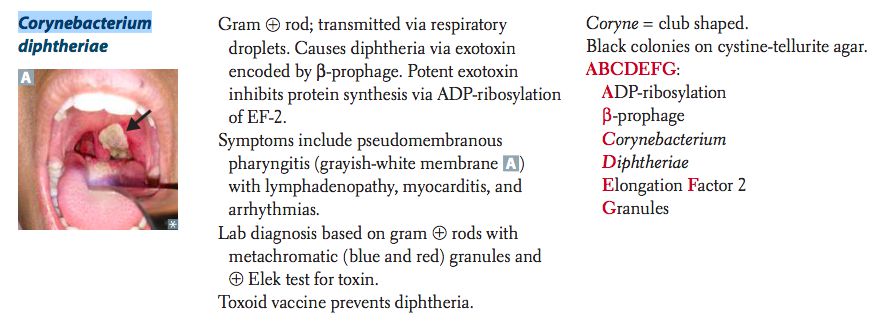 Corynebacterium
diphtheriae
A
*
Gram ⊕ rod; transmitted via respiratory
droplets. Causes diphtheria via exotoxin
encoded by β-prophage. Potent exotoxin
inhibits protein synthesis via ADP-ribosylation
of EF-2.
Symptoms include pseudomembranous
pharyngitis (grayish-white membrane A)
with lymphadenopathy, myocarditis, and
arrhythmias.
Lab diagnosis based on gram ⊕ rods with
metachromatic (blue and red) granules and
⊕ Elek test for toxin.
Toxoid vaccine prevents diphtheria.
Coryne = club shaped.
Black colonies on cystine-tellurite agar.
ABCDEFG:
ADP-ribosylation
β-prophage
Corynebacterium
Diphtheriae
Elongation Factor 2
Granules